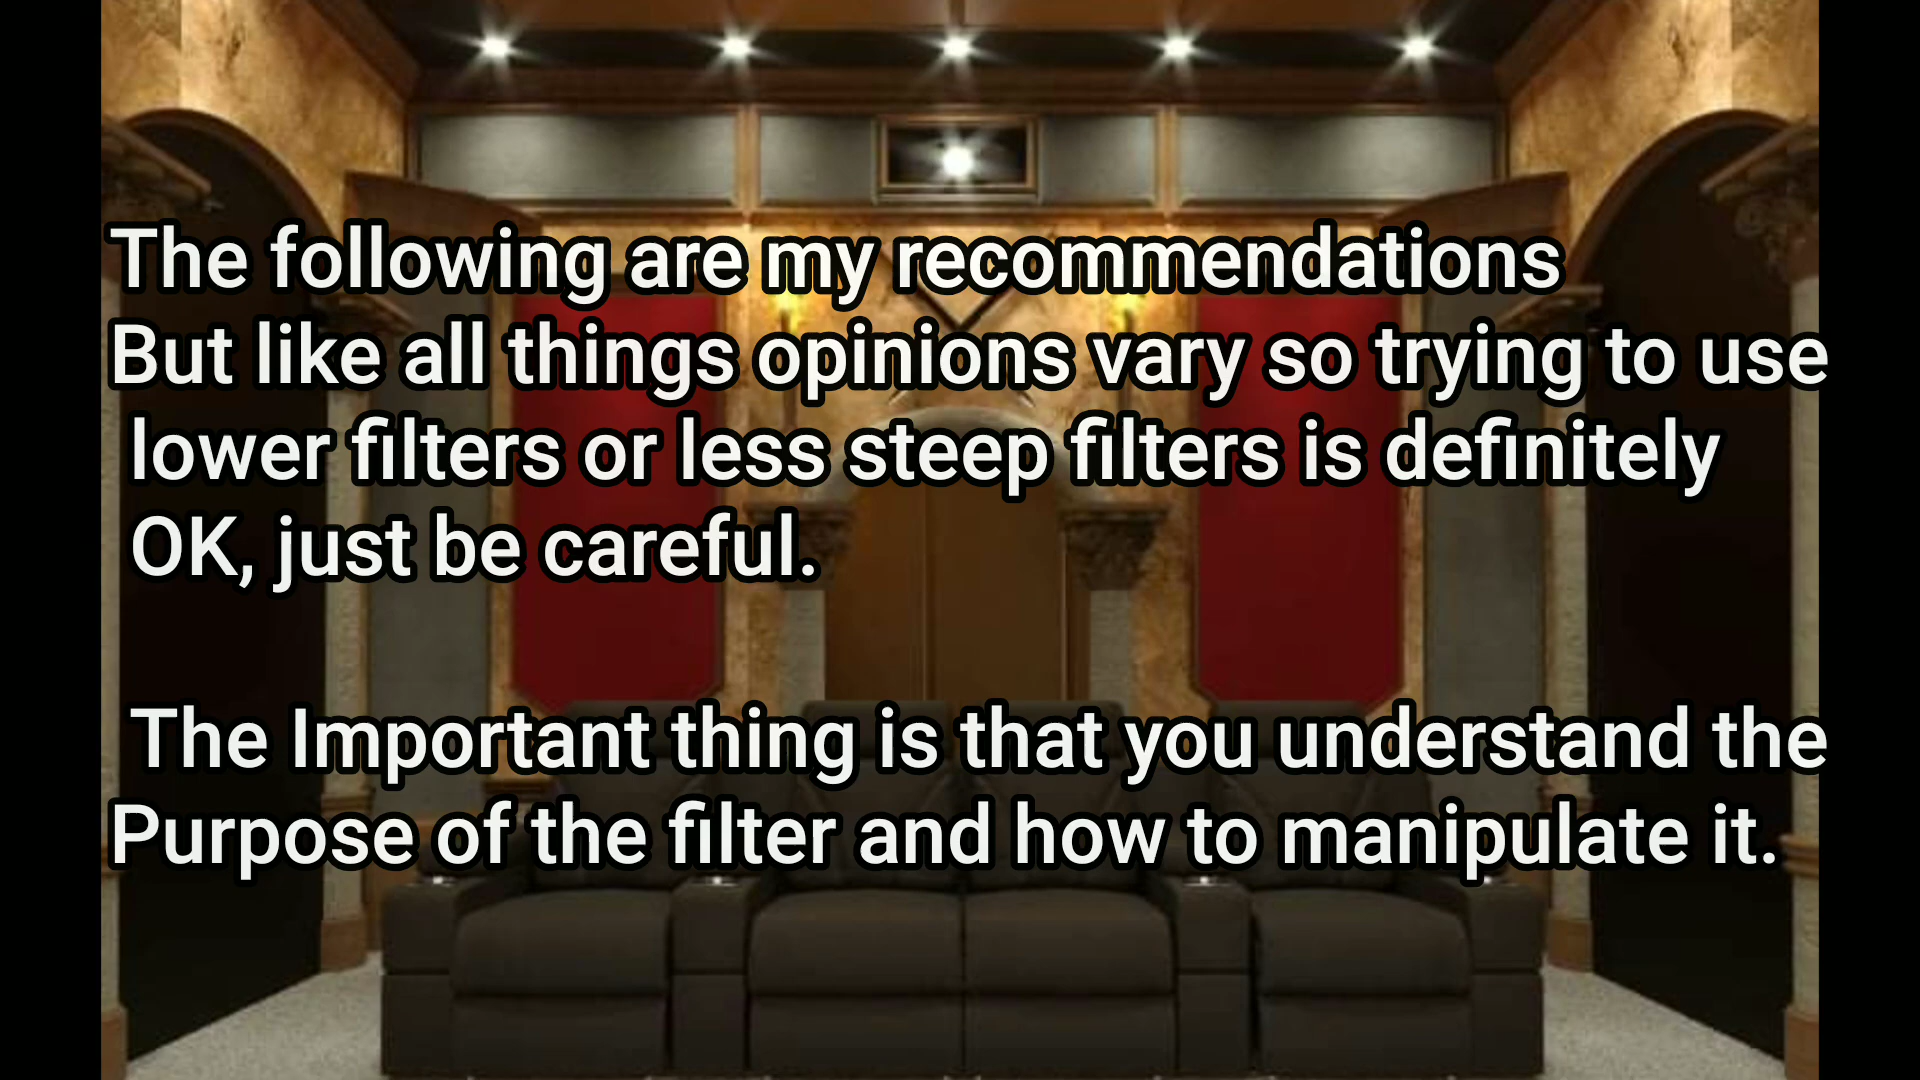 The following are my recommendations
But like all things opinions vary so trying to use
lower filters or less steep filters is definitely
OK, just be careful.
The Important thing is that you understand the
Purpose of the filter and how to manipulate it.